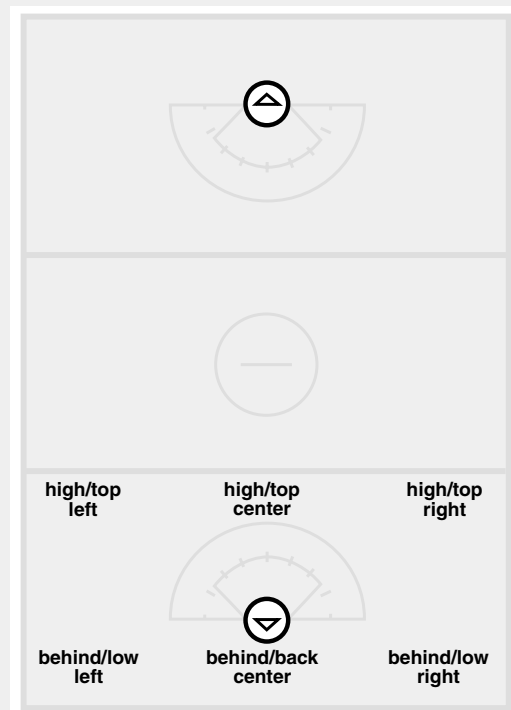 high/top
left
high/top
center
high/top
right
behind/low
left
behind/back
center
behind/low
right